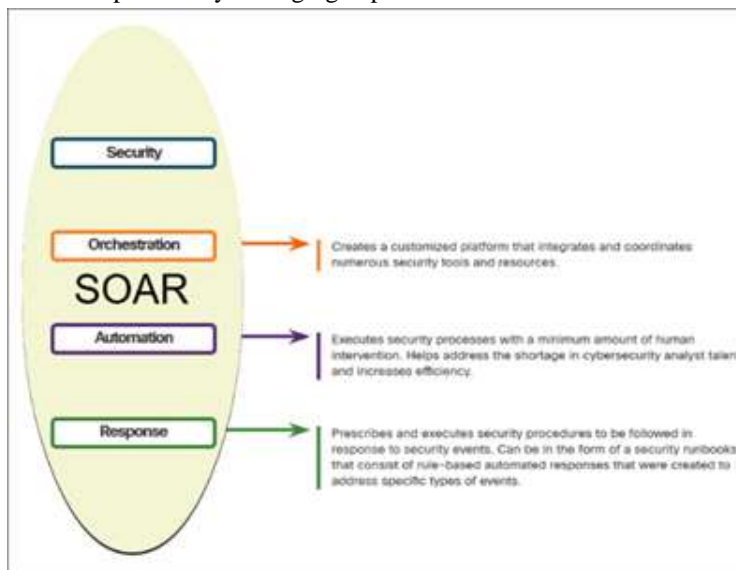 Security
Orchestration
Creates a customized platform that integrates and coordinates
numerous security tools and resources.
SOAR
Automation
Executes security processes with a minimum amount of human
intervention. Helps address the shortage in cybersecurity analyst talen
and increases efficiency.
Response
Prescribes and executes security procedures to be followed in
response to security events. Can be in the form of a security runbooks
that consist of rule-based automated responses that were created to
address specific types of events.